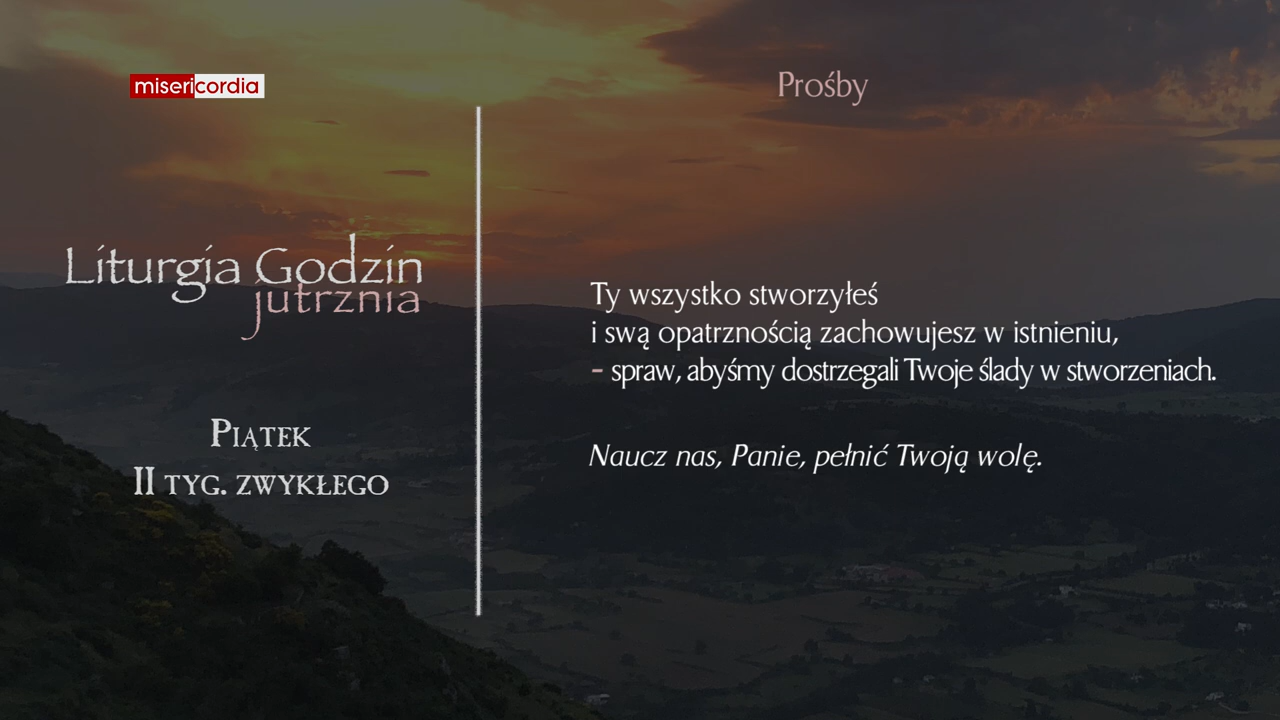 misericordia
Liturgia Godzin
jutrznia
Piątek
II tyg. zwykłego
Prośby
Ty wszystko stworzyłeś
i swą opatrznością zachowujesz w istnieniu,
- spraw, abyśmy dostrzegali Twoje ślady w stworzeniach.
Naucz nas, Panie, pełnić Twoją wolę.